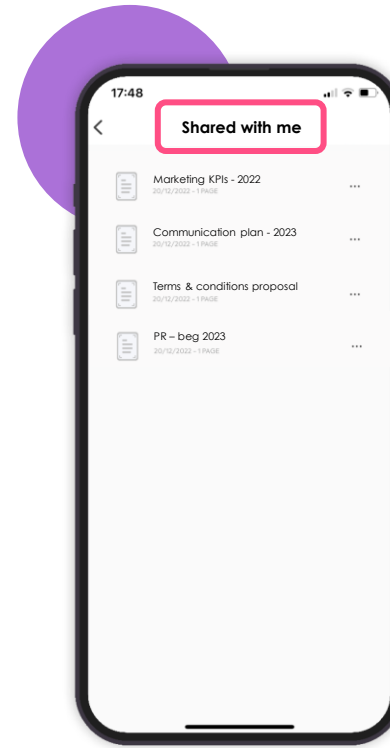 17:48
Shared with me
Marketing KPIs - 2022
20/12/2022 - 1 PAGE
Communication plan - 2023
20/12/2022 - 1 PAGE
Terms & conditions proposal
20/12/2022 - 1 PAGE
PR – beg 2023
20/12/2022 - 1 PAGE